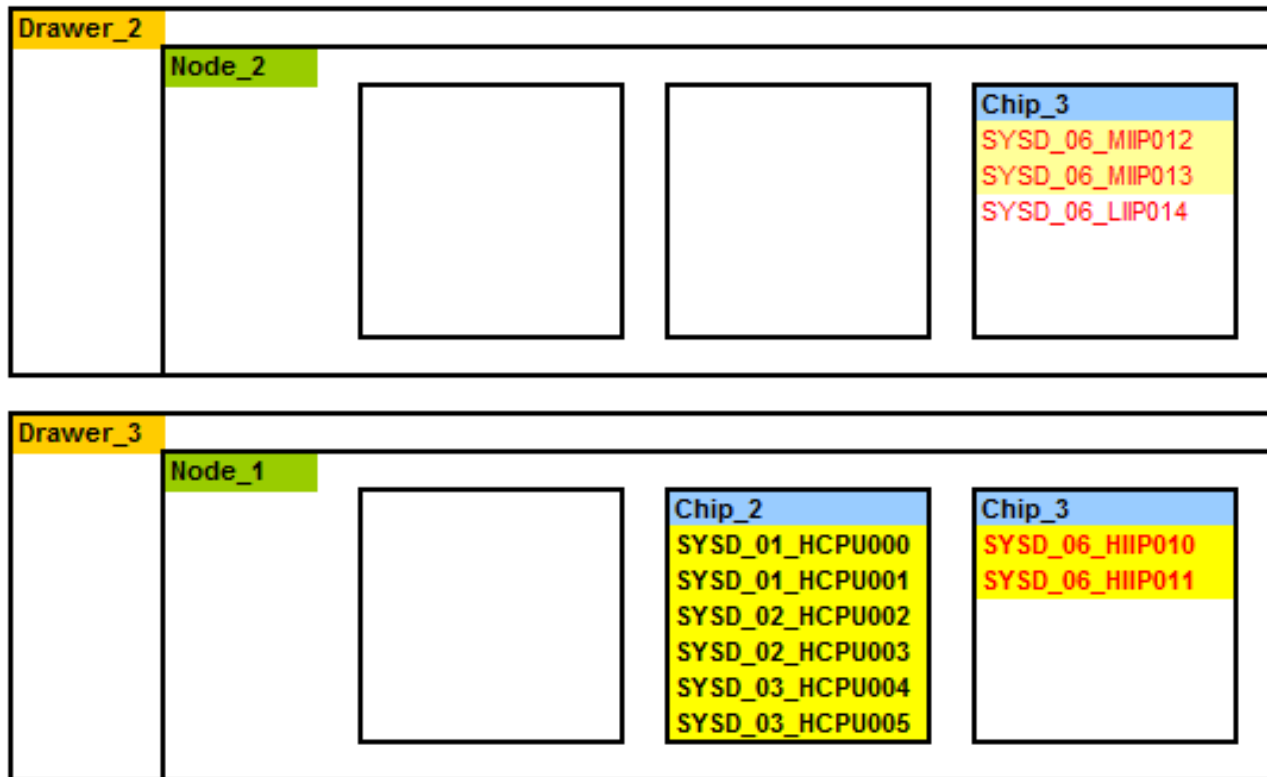 Drawer_2
Node_2
Chip_3
SYSD_06_MIIP012
SYSD_06_MIIP013
SYSD_06_LIIP014
Drawer_3
Node_1
Chip_2
SYSD_01_HCPU000
SYSD_01_HCPU001
SYSD_02_HCPU002
SYSD_02_HCPU003
SYSD_03_HCPU004
SYSD_03_HCPU005
Chip_3
SYSD_06_HIIP010
SYSD_06_HIIP011